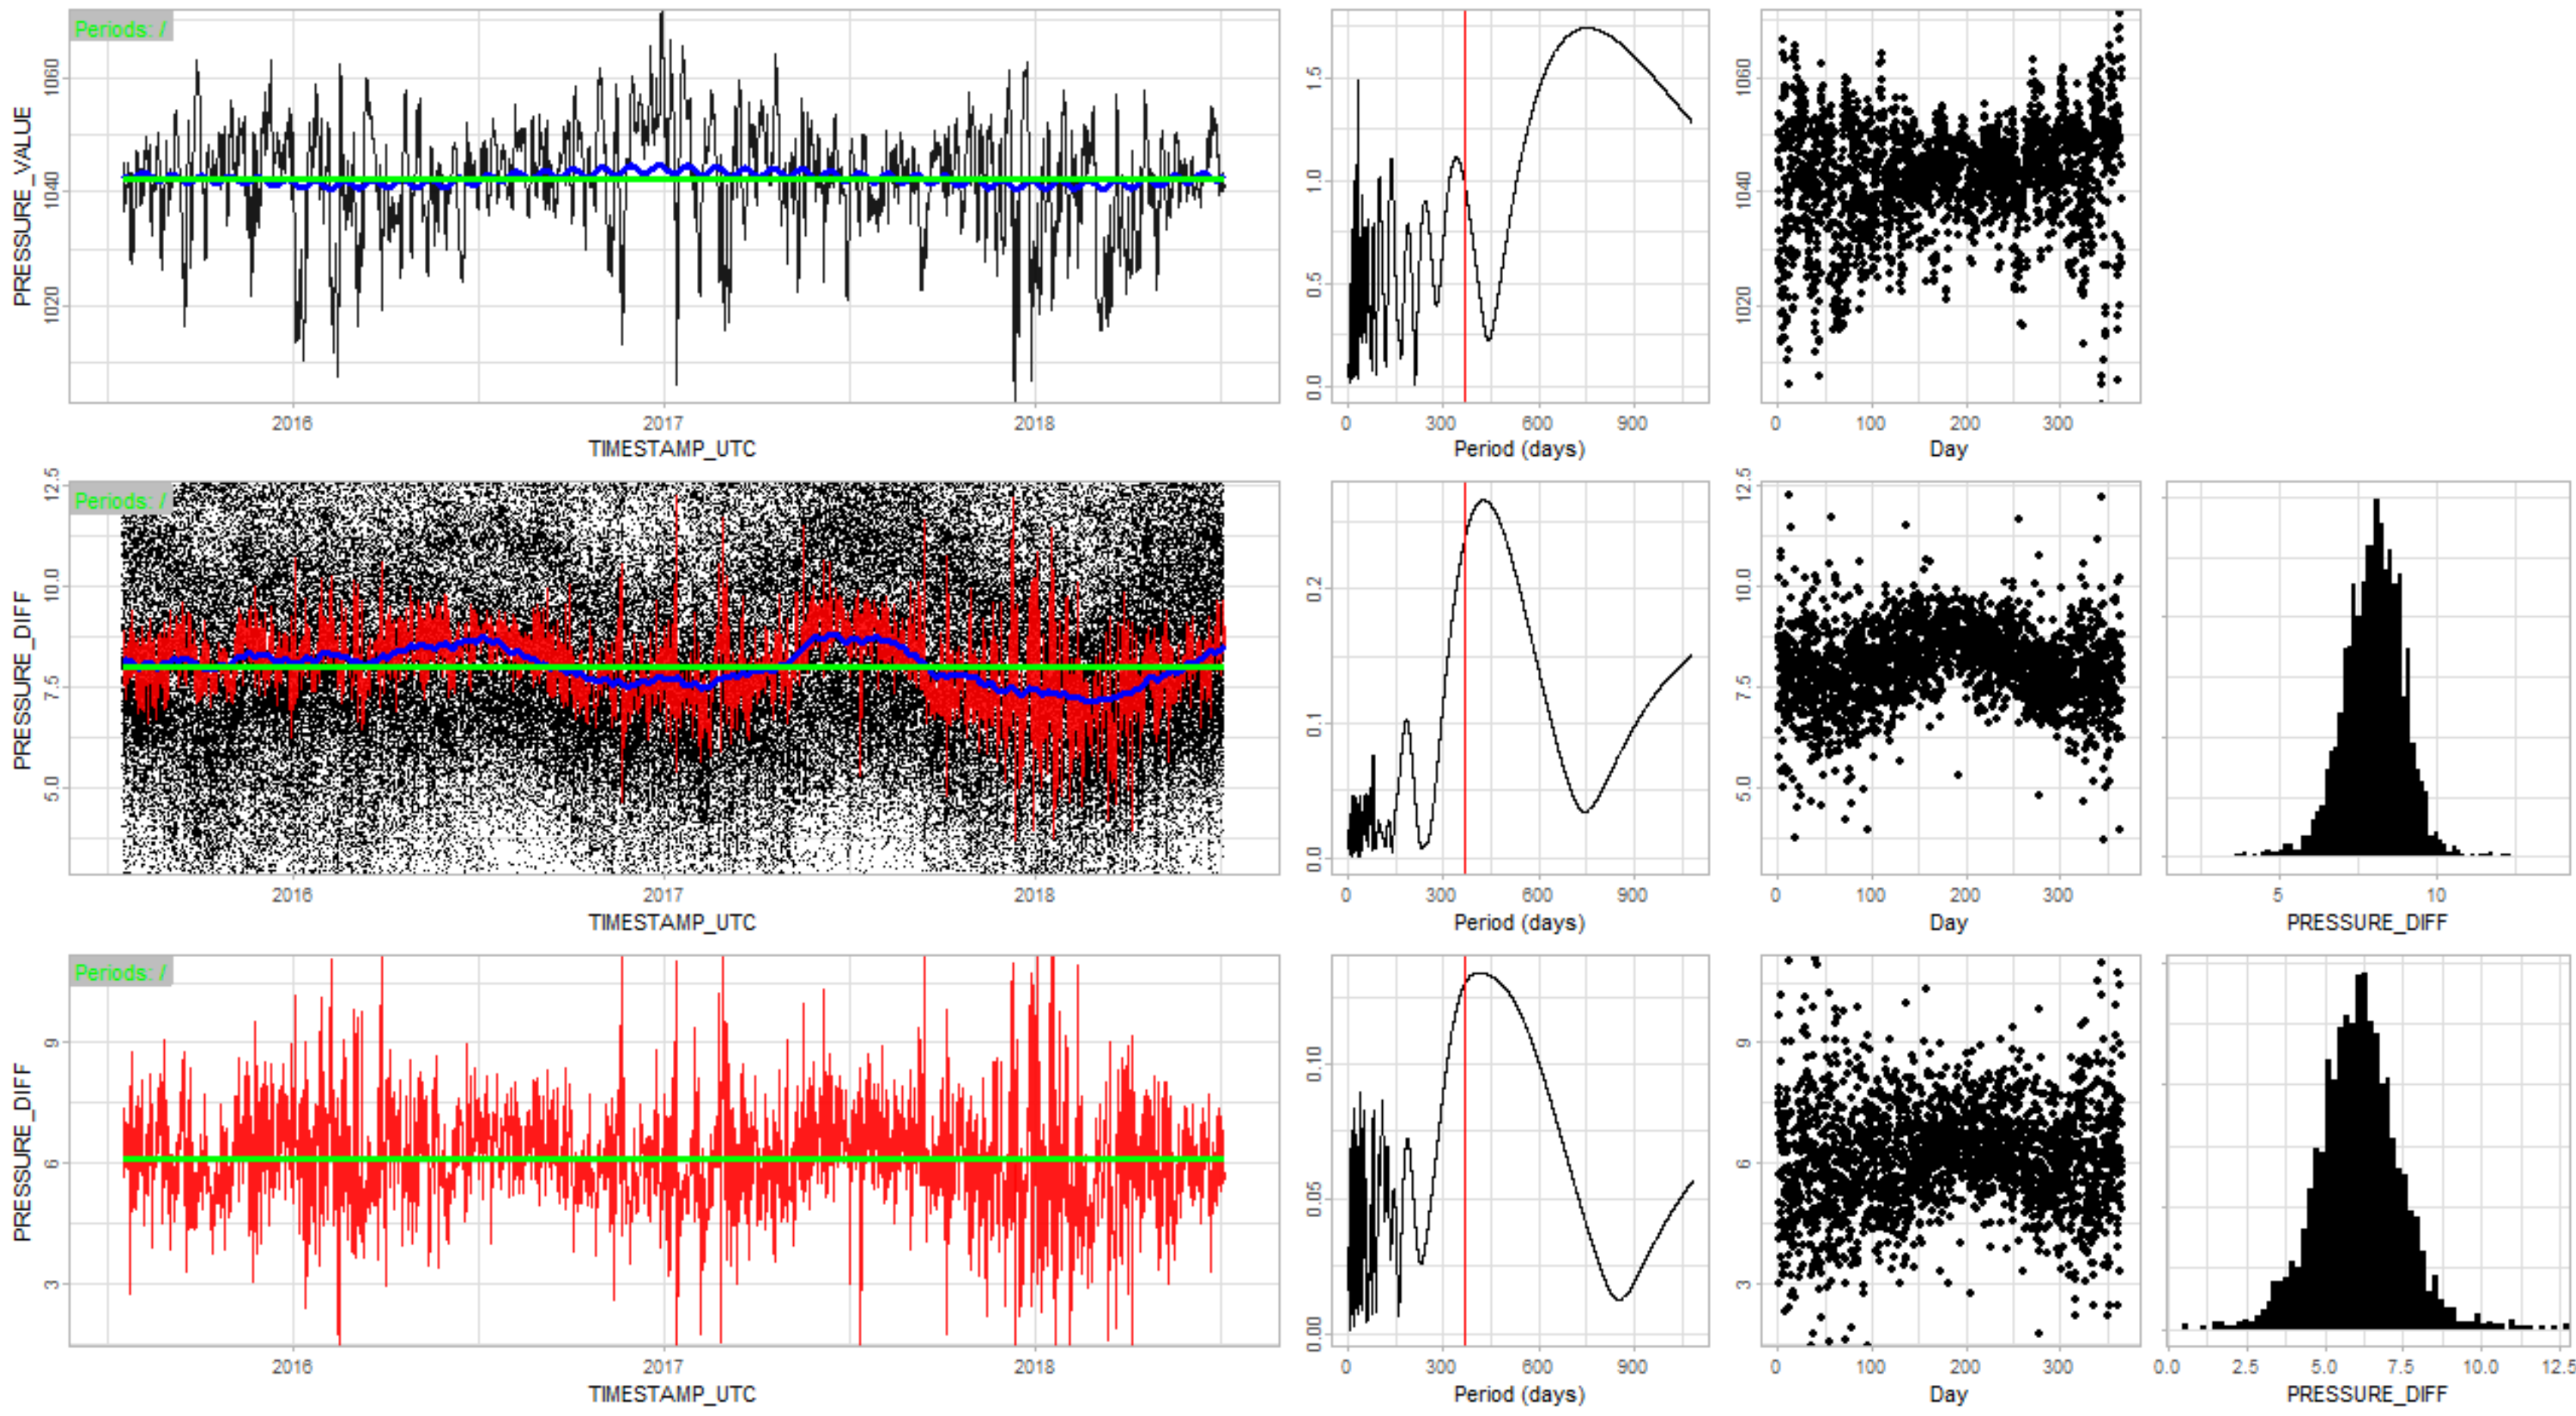 Periods: /
PRESSURE_VALUE
1020 1040 1060
2016 2017 2018
TIMESTAMP_UTC
0.0 0.5 1.0 1.5
0 300 600 900
Period (days)
1020 1040 1060
0 100 200 300
Day
Periods: /
PRESSURE_DIFF
5.0 7.5 10.0 12.5
2016 2017 2018
TIMESTAMP_UTC
0.0 0.1 0.2
0 300 600 900
Period (days)
5.0 7.5 10.0 12.5
0 100 200 300
Day
5 10
PRESSURE_DIFF
Periods: /
PRESSURE_DIFF
3 6 9
2016 2017 2018
TIMESTAMP_UTC
0.00 0.05 0.10
0 300 600 900
Period (days)
3 6 9
0 100 200 300
Day
0.0 2.5 5.0 7.5 10.0 12.5
PRESSURE_DIFF